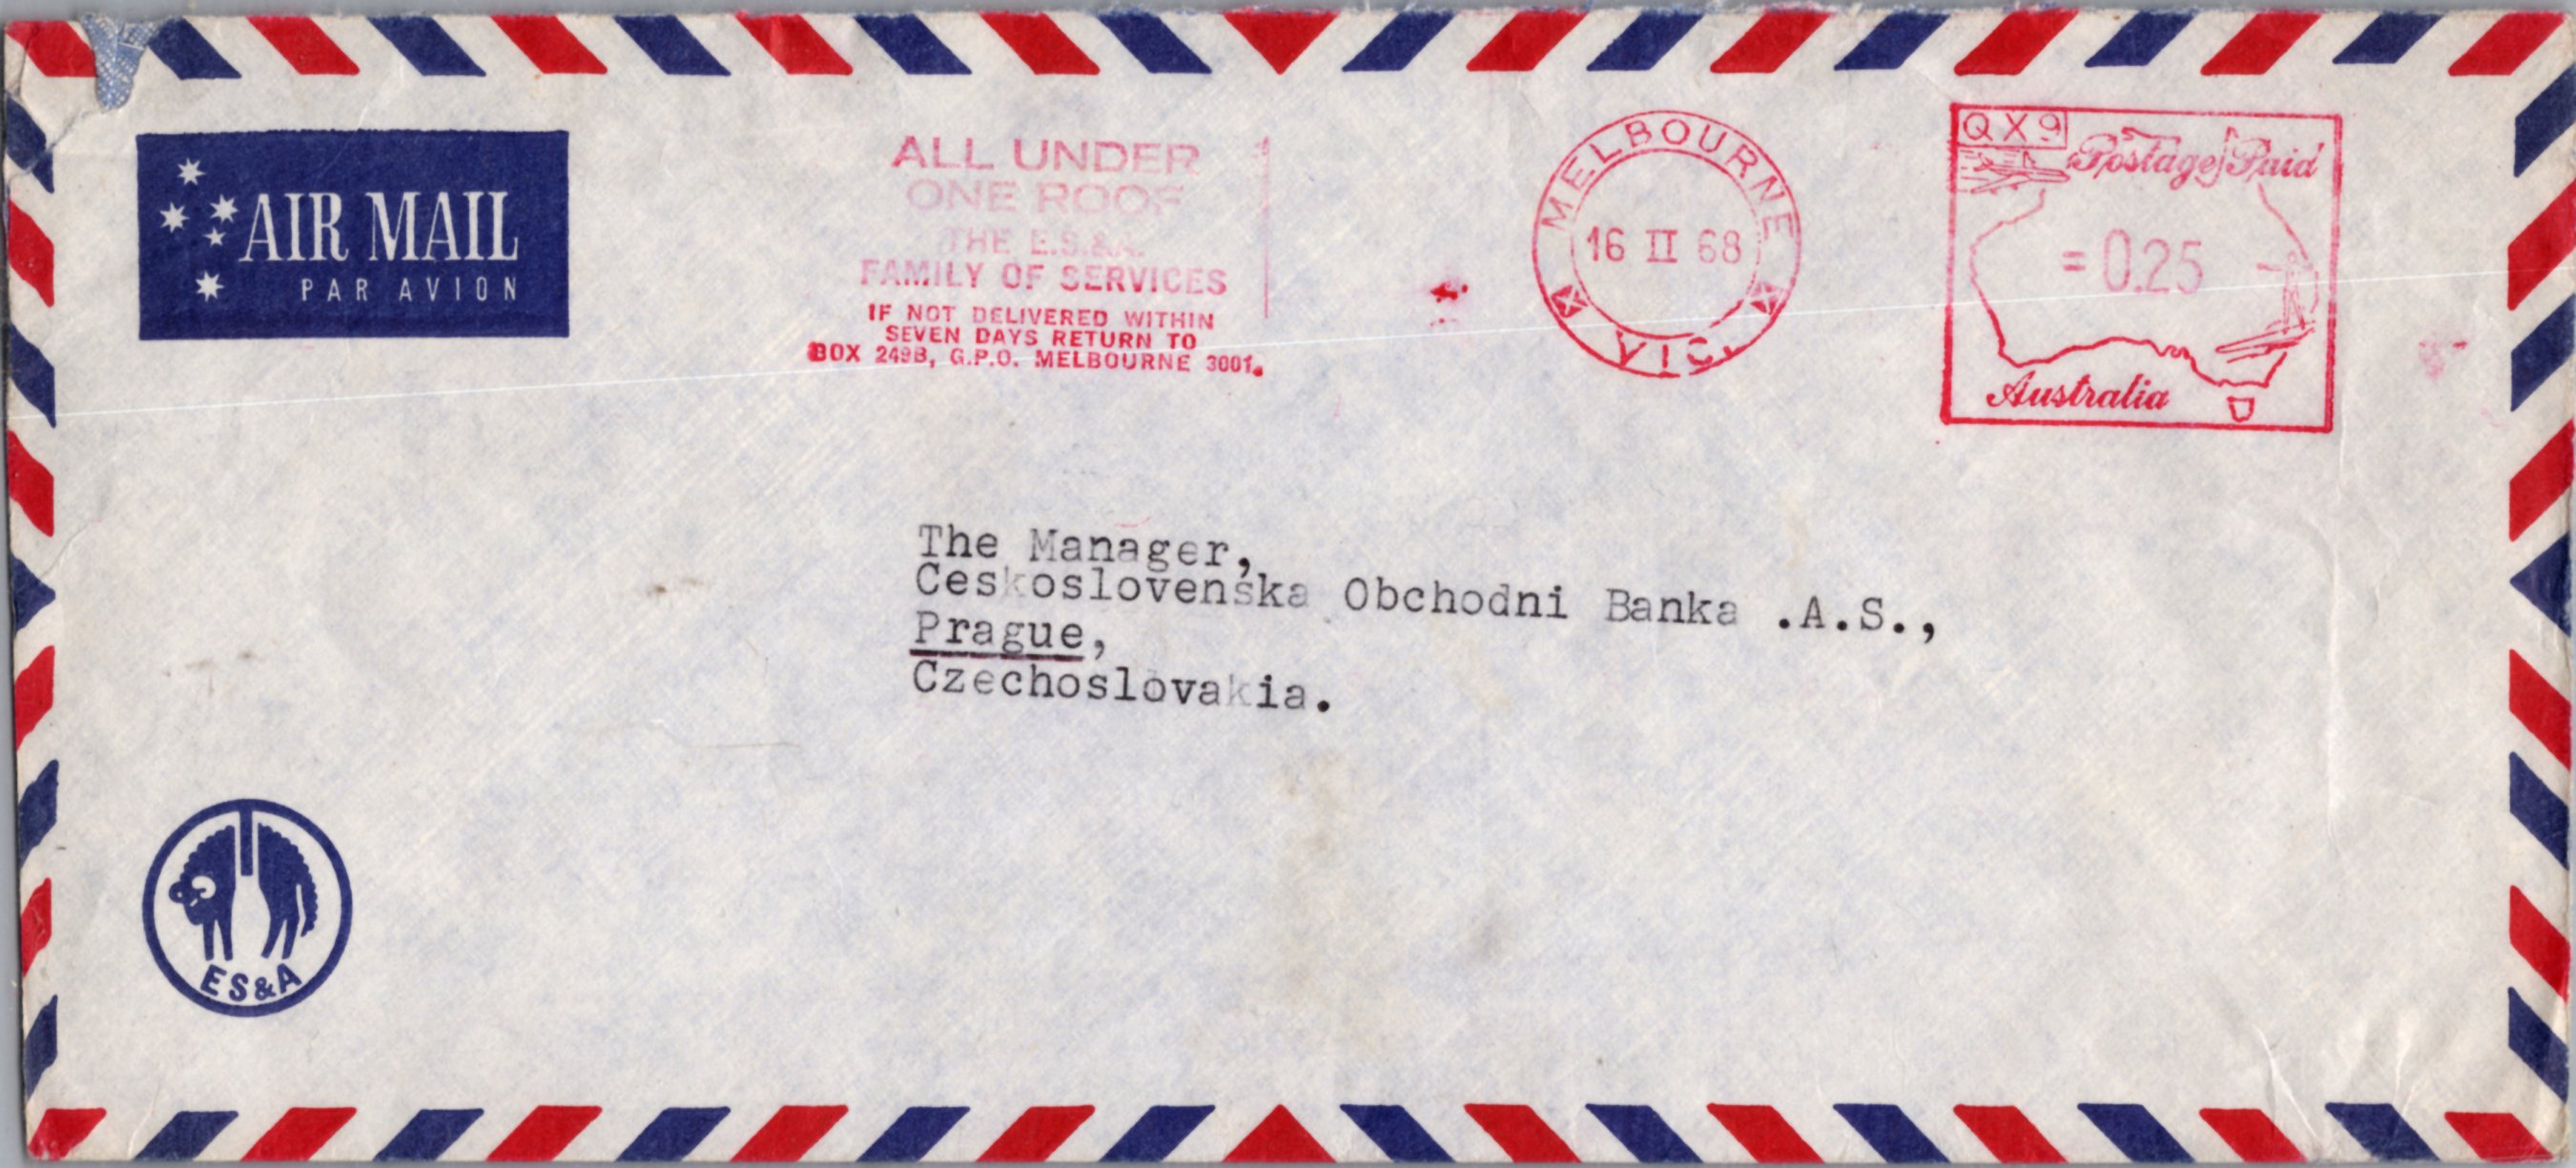 AIR MAIL
PAR AVION
ALL UNDER
ONE ROOF
THE E.S.&A.
FAMILY OF SERVICES
IF NOT DELIVERED WITHIN
SEVEN DAYS RETURN TO
BOX 249B, G.P.O. MELBOURNE 3001.
MELBOURNE
16 II 68
VIC.
QX9
Postage Paid
=0.25
Australia
The Manager,
Ceskoslovenska Obchodni Banka .A.S.,
Prague,
Czechoslovakia.
ES&A